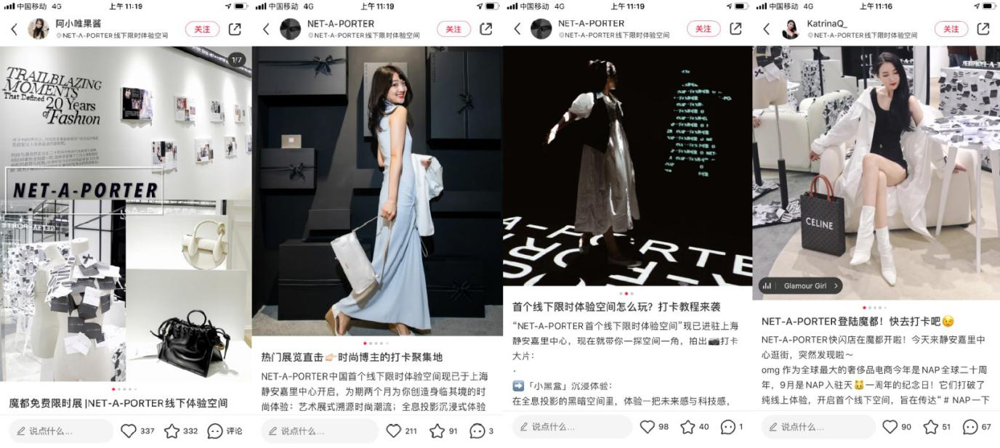 中国移动 4G
上午11:19
阿小唯果酱
NET-A-PORTER线下限时体验空间
关注
1/7
TRAILBLAZING
MOMENTS
That Defined
20 Years
of Fashion
NET-A-PORTER
魔都免费限时展|NET-A-PORTER线下体验空间
说点什么...
337
332
评论
中国移动 4G
上午11:19
NET-A-PORTER
NET-A-PORTER线下限时体验空间
关注
热门展览直击👉🏻时尚博主的打卡聚集地
NET-A-PORTER中国首个线下限时体验空间现已于上海
静安嘉里中心开启，为期两个月为你创造身临其境的时
尚体验：艺术展式溯源时尚潮流；全息投影沉浸式体验
说点什么...
211
91
3
中国移动 4G
上午11:19
NET-A-PORTER
NET-A-PORTER线下限时体验空间
关注
首个线下限时体验空间怎么玩？打卡教程来袭
“NET-A-PORTER首个线下限时体验空间”现已进驻上海
静安嘉里中心，现在就带你一探空间一角，拍出📷打卡
大片：
.
➡️「小黑盒」沉浸体验：
在全息投影的黑暗空间里，体验一把未来感与科技感，
说点什么...
98
40
1
中国移动 4G
上午11:16
KatrinaQ_
NET-A-PORTER线下限时体验空间
关注
CELINE
Glamour Girl
NET-A-PORTER登陆魔都！快去打卡吧😉
NET-A-PORTER快闪店在魔都开啦！今天来静安嘉里中
心逛街，突然发现啦～
omg 作为全球最大的奢侈品电商今年是NAP全球二十周
年，9月是NAP入驻天🐱一周年的纪念日！它们打破了
纯线上体验，开启首个线下空间，旨在传达“# NAP一下
说点什么...
90
51
67